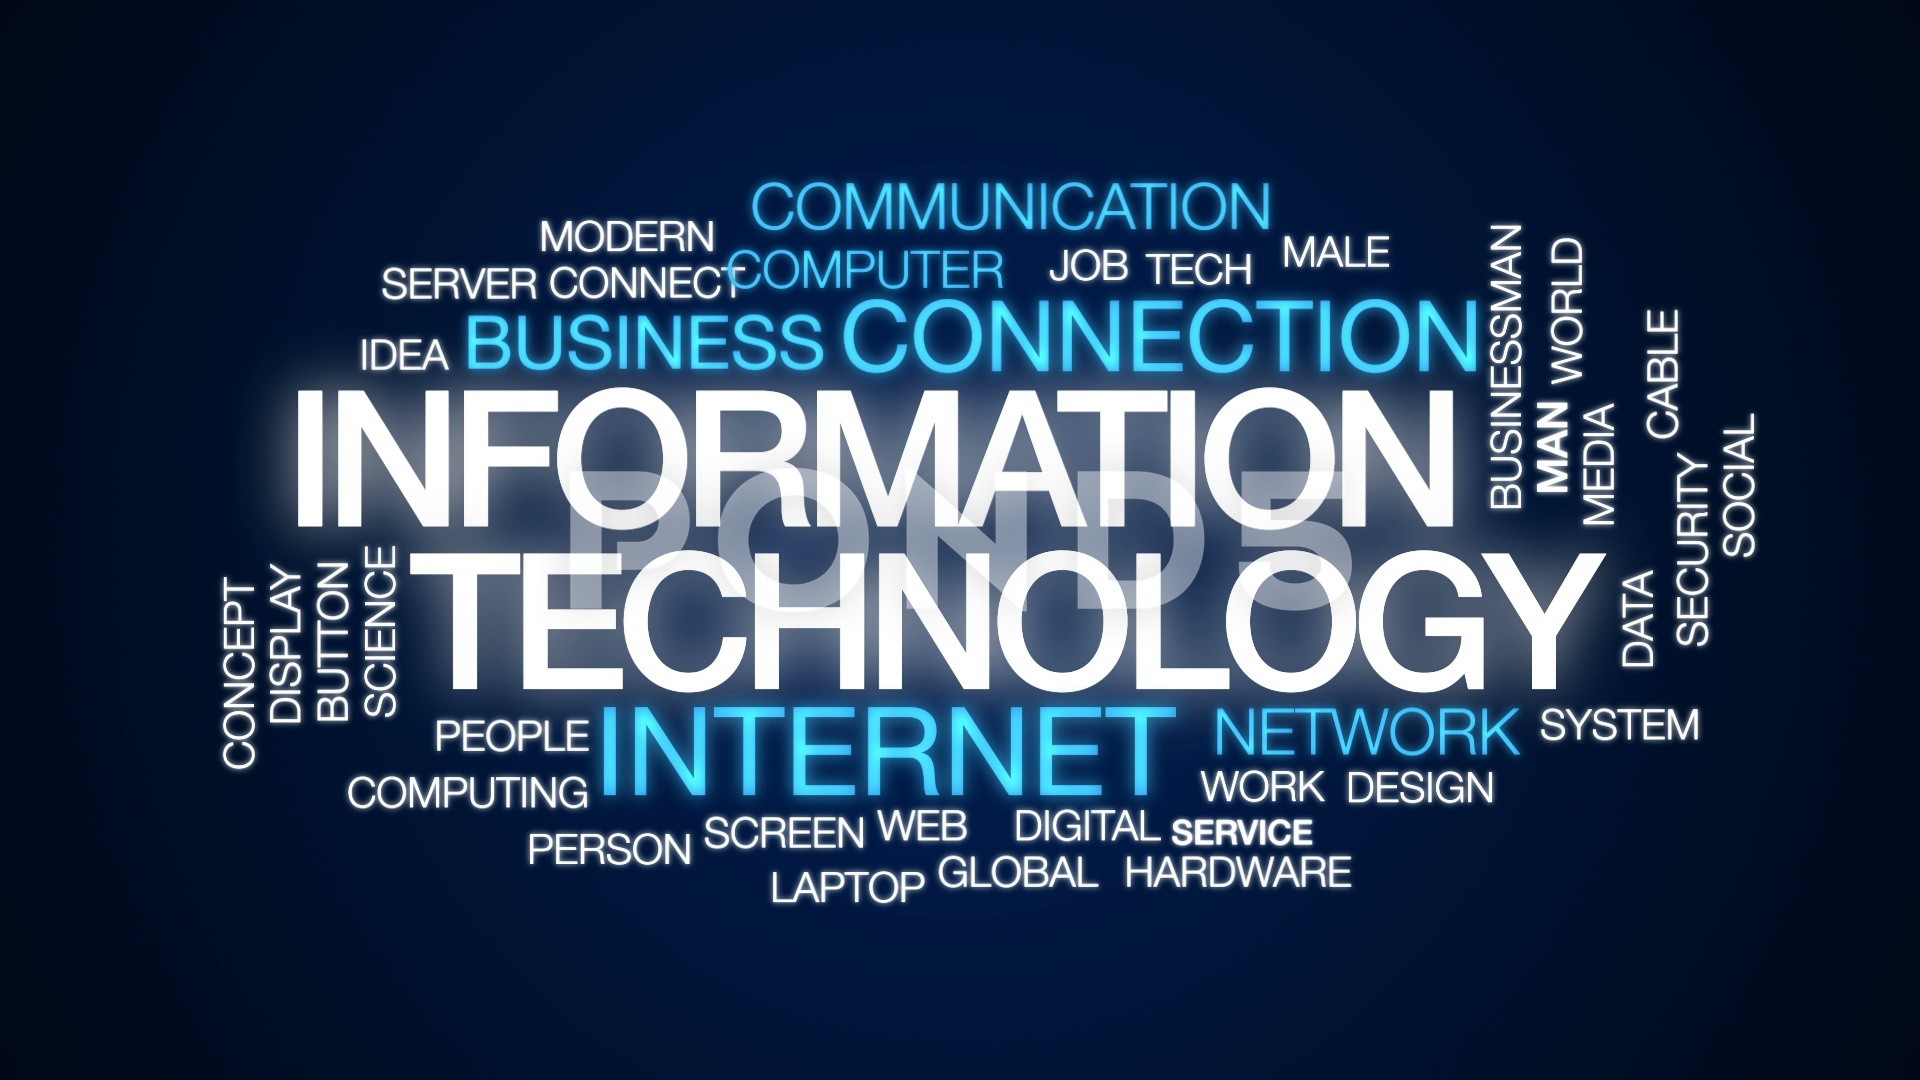 COMMUNICATION
MODERN
COMPUTER JOB TECH MALE
SERVER CONNECT
BUSINESS CONNECTION
IDEA
INFORMATION
TECHNOLOGY
POND5
BUSINESSMAN
MAN WORLD
MEDIA
CABLE
SECURITY
SOCIAL
DATA
CONCEPT
DISPLAY
BUTTON
SCIENCE
PEOPLE INTERNET NETWORK SYSTEM
COMPUTING
WORK DESIGN
PERSON SCREEN WEB DIGITAL SERVICE
LAPTOP GLOBAL HARDWARE